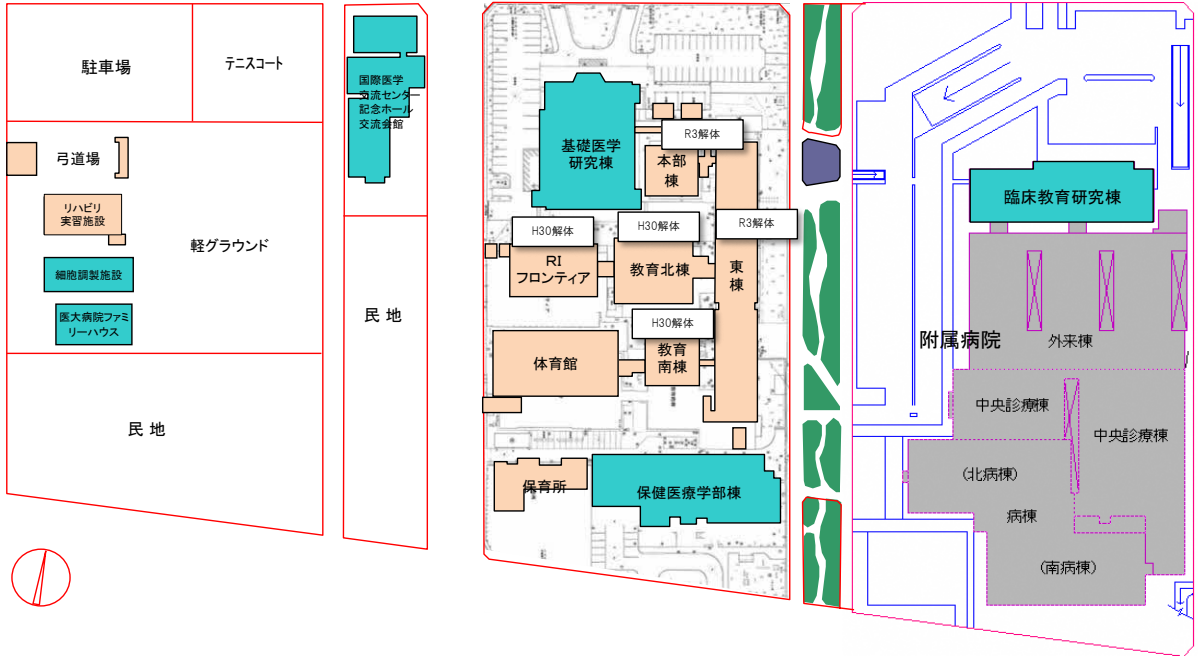 駐車場
テニスコート
弓道場
リハビリ
実習施設
軽グラウンド
細胞調製施設
医大病院ファミ
リーハウス
民 地
国際医学
交流センター
記念ホール
交流会館
民 地
基礎医学
研究棟
R3解体
本部
棟
H30解体
H30解体
R3解体
RI
フロンティア
教育北棟
東
棟
H30解体
体育館
教育
南棟
保育所
保健医療学部棟
臨床教育研究棟
附属病院
外来棟
中央診療棟
中央診療棟
(北病棟)
病棟
(南病棟)